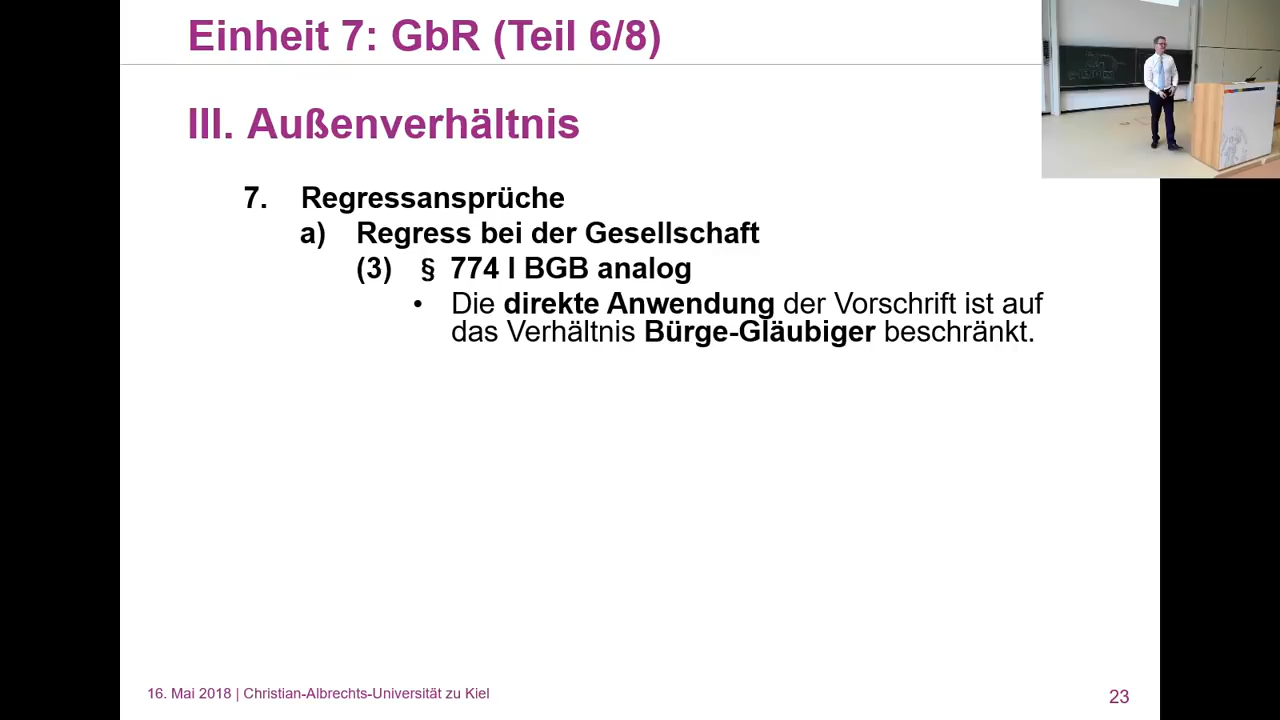 Einheit 7: GbR (Teil 6/8)
III. Außenverhältnis
7. Regressansprüche
a) Regress bei der Gesellschaft
(3) § 774 I BGB analog
• Die direkte Anwendung der Vorschrift ist auf
das Verhältnis Bürge-Gläubiger beschränkt.
16. Mai 2018 | Christian-Albrechts-Universität zu Kiel
23